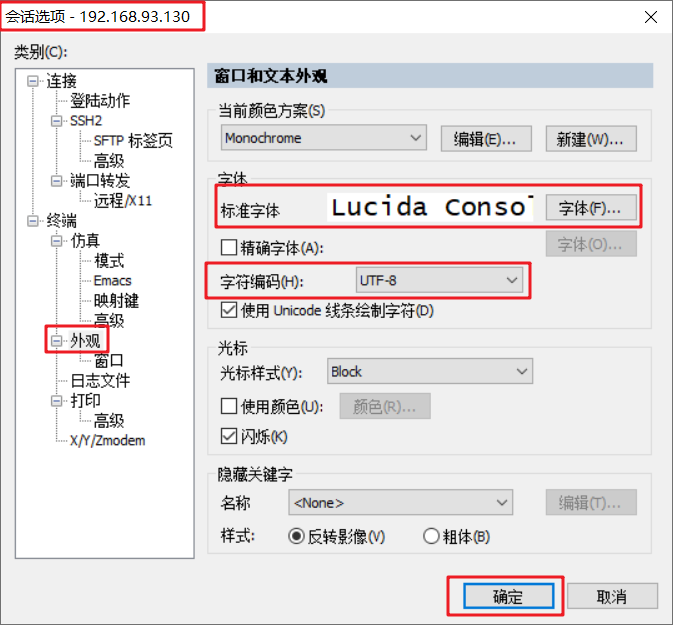 会话选项 - 192.168.93.130
类别(C):
连接
登陆动作
SSH2
SFTP 标签页
高级
端口转发
远程/X11
终端
仿真
模式
Emacs
映射键
高级
外观
窗口
日志文件
打印
高级
X/Y/Zmodem
窗口和文本外观
当前颜色方案(S)
Monochrome 编辑(E)... 新建(W)...
字体
标准字体 Lucida Consol 字体(F)...
精确字体(A): 字体(O)...
字符编码(H): UTF-8
使用 Unicode 线条绘制字符(D)
光标
光标样式(Y): Block
使用颜色(U): 颜色(R)...
闪烁(K)
隐藏关键字
名称 <None> 编辑(T)...
样式: 反转影像(V) 粗体(B)
确定 取消